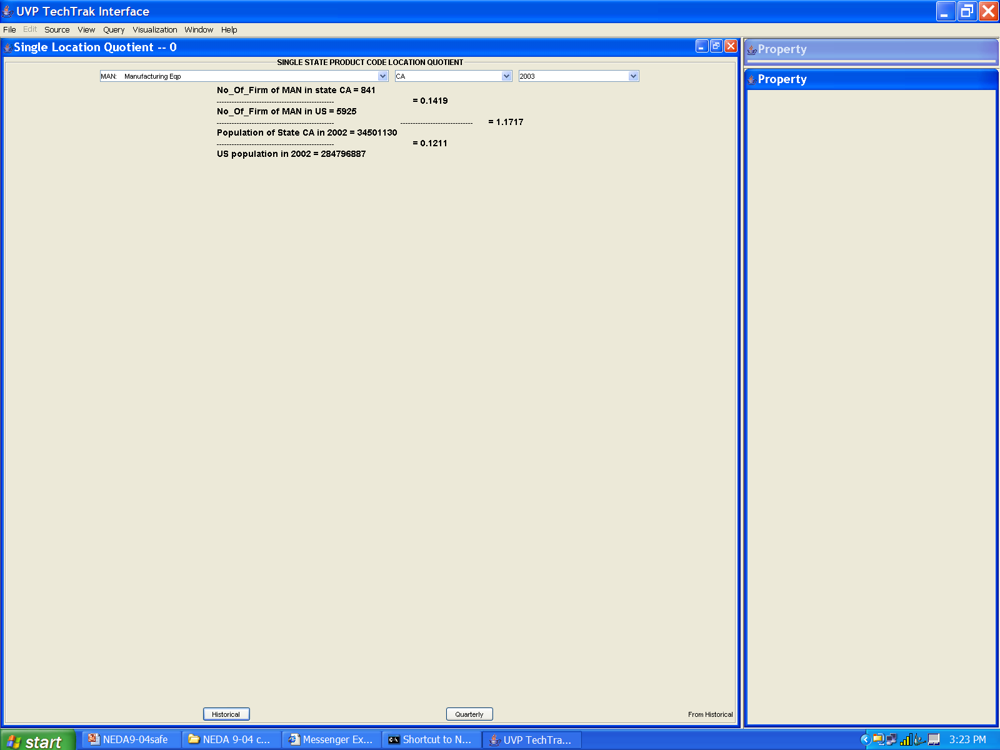 UVP TechTrak Interface
File Edit Source View Query Visualization Window Help
Single Location Quotient -- 0
SINGLE STATE PRODUCT CODE LOCATION QUOTIENT
MAN: Manufacturing Eqp CA 2003
No_Of_Firm of MAN in state CA = 841
----------------------------------------------- = 0.1419
No_Of_Firm of MAN in US = 5925
----------------------------------------------- ----------------------------- = 1.1717
Population of State CA in 2002 = 34501130
----------------------------------------------- = 0.1211
US population in 2002 = 284796887
Historical Quarterly From Historical
Property
Property
start NEDA9-04safe NEDA 9-04 c... Messenger Ex... Shortcut to N... UVP TechTra... 3:23 PM